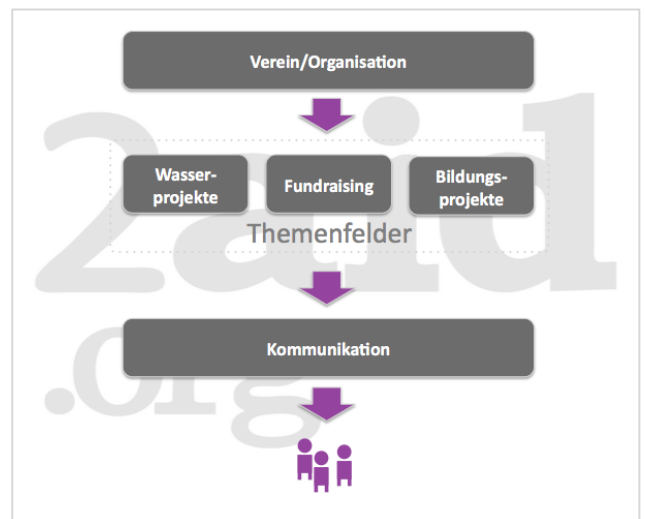 Verein/Organisation
Wasser-
projekte
Fundraising
Bildungs-
projekte
Themenfelder
Kommunikation
2aid
.org